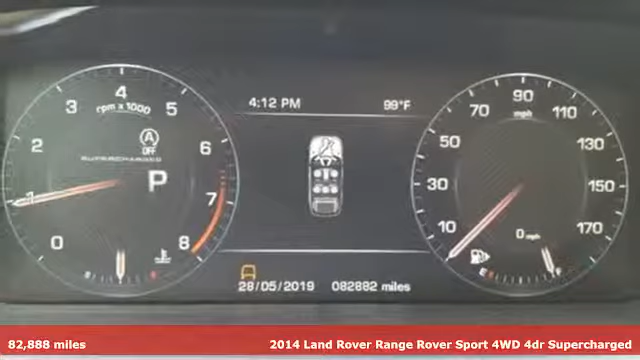 4:12 PM 99°F
4
3 rpm x 1000 5
2 A OFF 6
SUPERCHARGED
1 P 7
0 8
90
70 mph 110
50 130
30 150
10 0 mph 170
E F
28/05/2019 082882 miles
82,888 miles 2014 Land Rover Range Rover Sport 4WD 4dr Supercharged